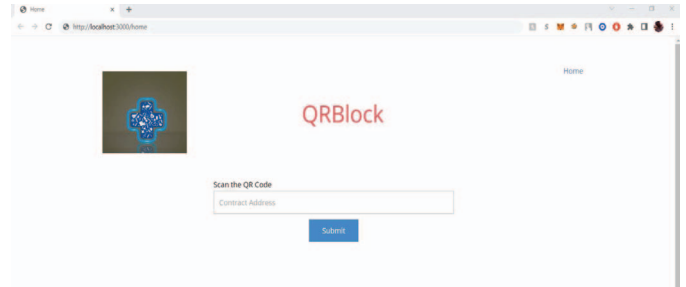 Home
http://localhost:3000/home
Home
QRBlock
Scan the QR Code
Contract Address
Submit